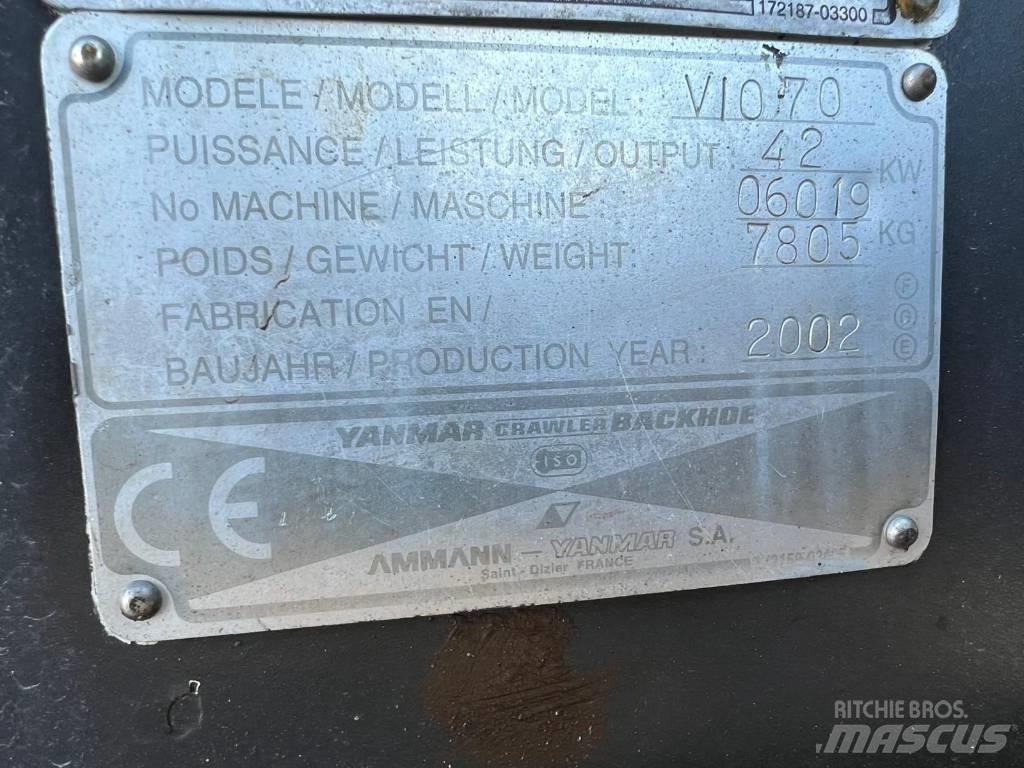 172187-03300
MODELE / MODELL / MODEL : VIO 70
PUISSANCE / LEISTUNG / OUTPUT : 42 KW
No MACHINE / MASCHINE : 06019
POIDS / GEWICHT / WEIGHT : 7805 KG
FABRICATION EN /
BAUJAHR / PRODUCTION YEAR : 2002
F
G
E
YANMAR CRAWLER BACKHOE
ISO
CE
AMMANN - YANMAR S.A.
Saint - Dizier FRANCE
RITCHIE BROS.
MASCUS